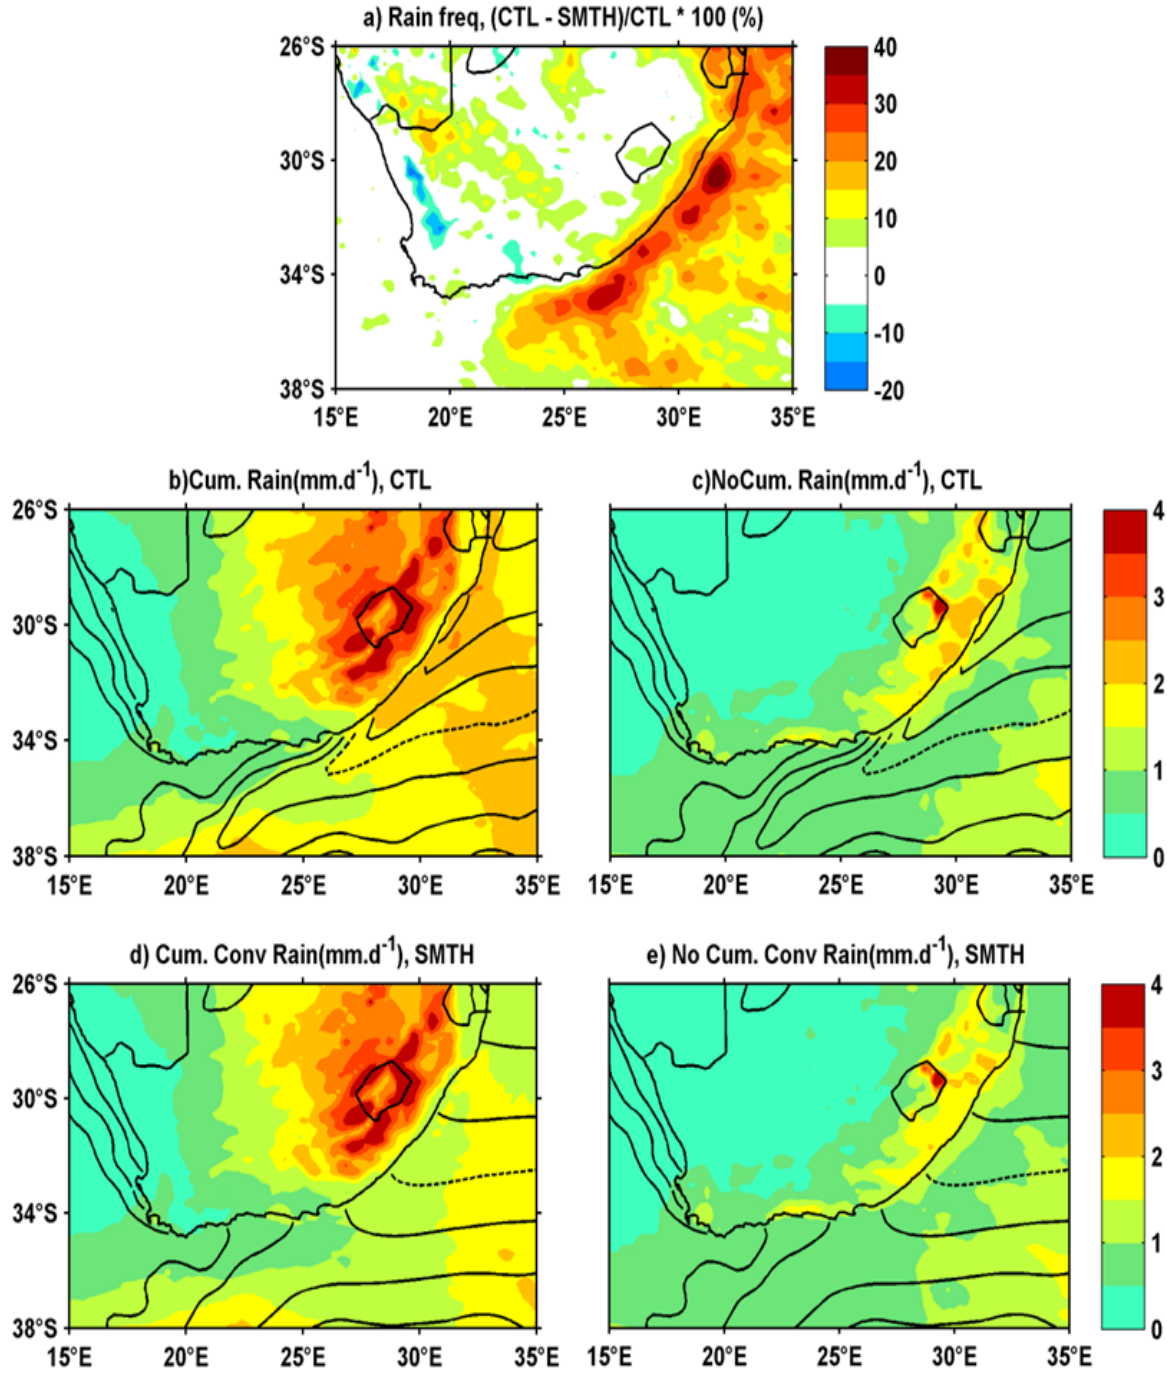 a) Rain freq, (CTL - SMTH)/CTL * 100 (%)
26°S
30°S
34°S
38°S
15°E 20°E 25°E 30°E 35°E
40
30
20
10
0
-10
-20
b)Cum. Rain(mm.d-1), CTL
26°S
30°S
34°S
38°S
15°E 20°E 25°E 30°E 35°E
c)NoCum. Rain(mm.d-1), CTL
15°E 20°E 25°E 30°E 35°E
4
3
2
1
0
d) Cum. Conv Rain(mm.d-1), SMTH
26°S
30°S
34°S
38°S
15°E 20°E 25°E 30°E 35°E
e) No Cum. Conv Rain(mm.d-1), SMTH
15°E 20°E 25°E 30°E 35°E
4
3
2
1
0